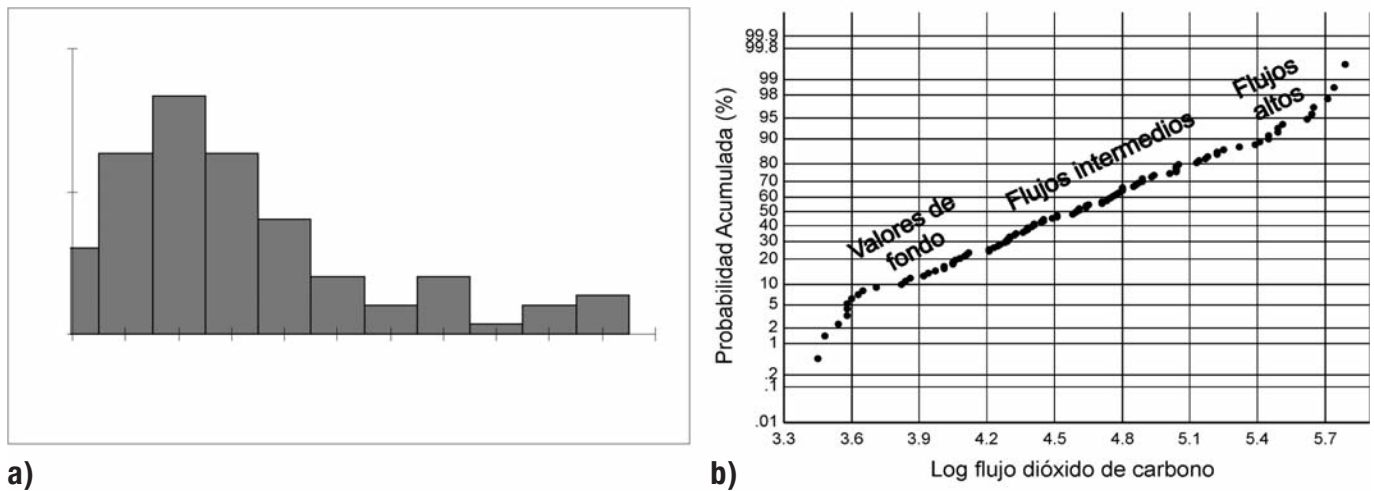 a)
Probabilidad Acumulada (%)
99.9
99.8
99
98
95
90
80
70
60
50
40
30
20
10
5
2
1
.2
.1
.01
Valores de
fondo
Flujos intermedios
Flujos
altos
3.3 3.6 3.9 4.2 4.5 4.8 5.1 5.4 5.7
Log flujo dióxido de carbono
b)